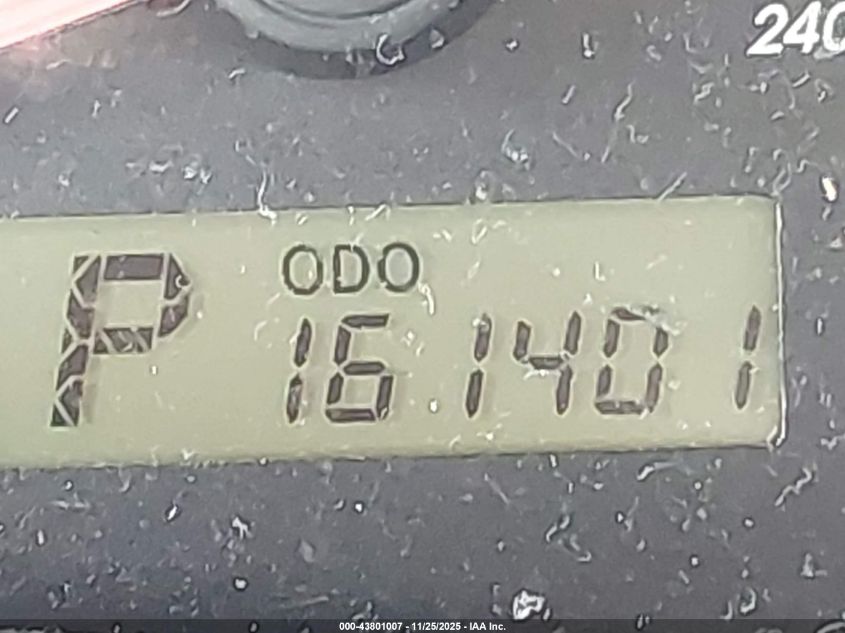 240
P ODO
161401
000-43801007 - 11/25/2025 - IAA Inc.